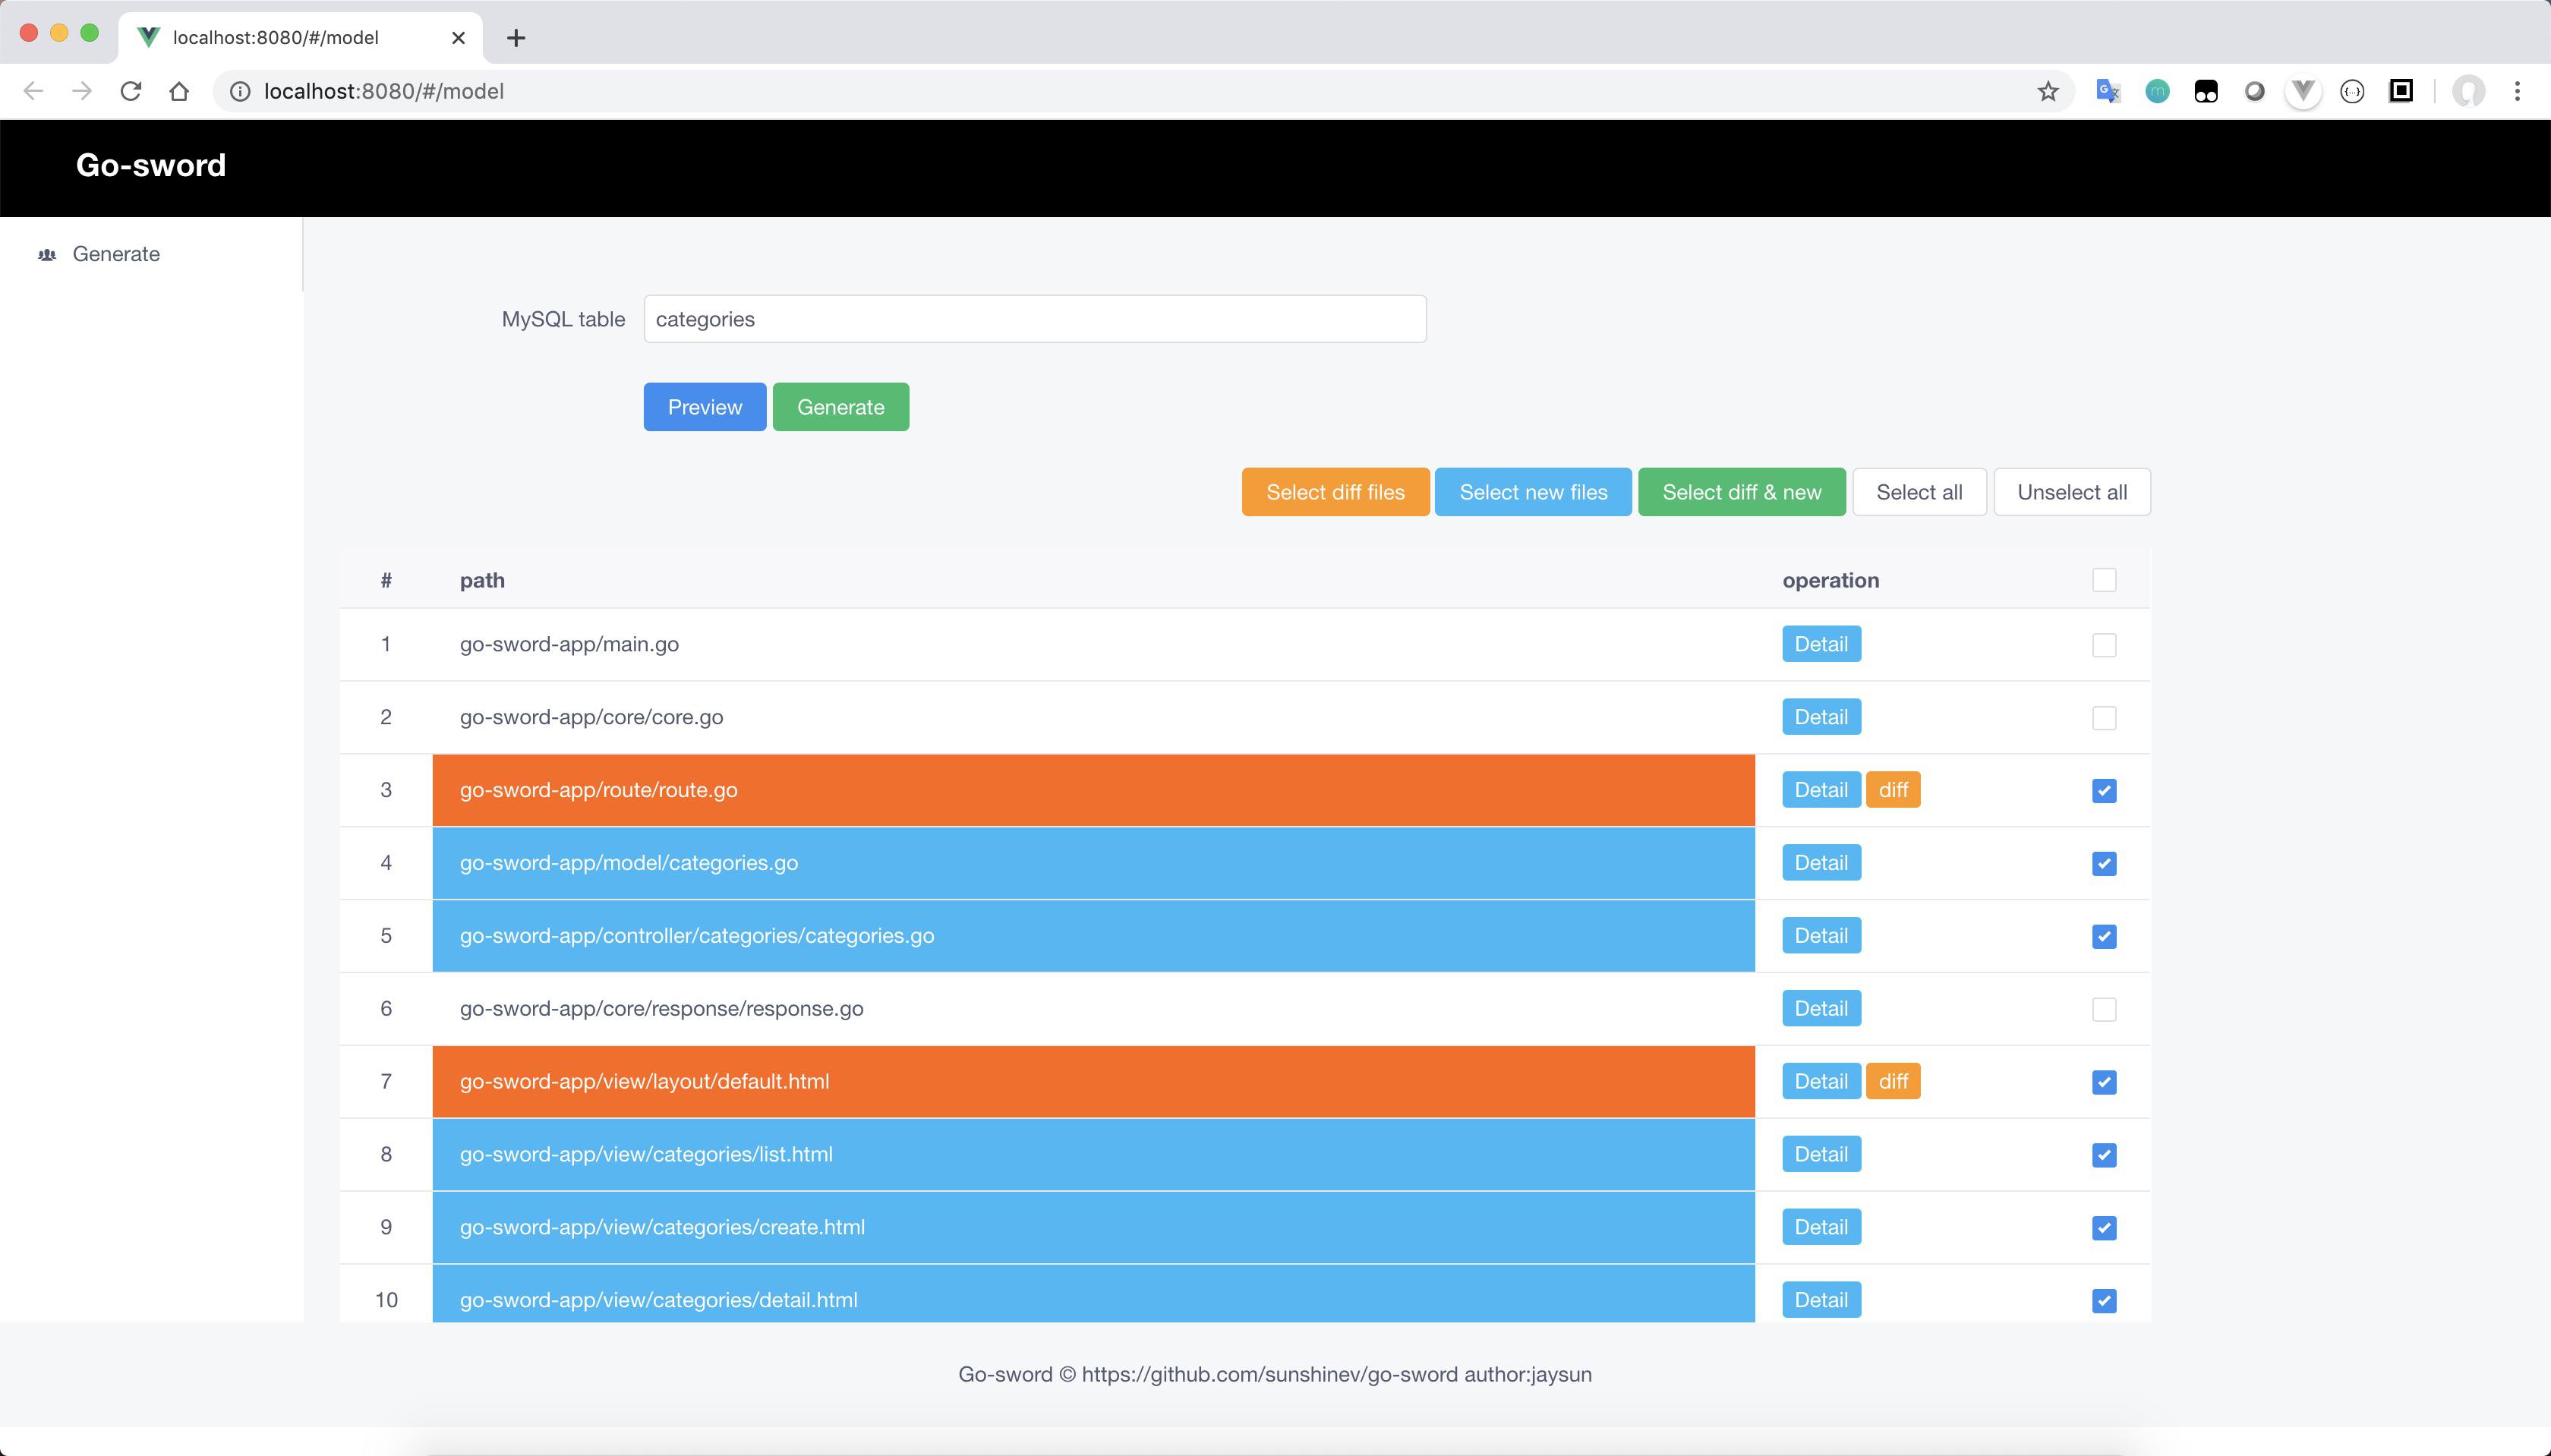 localhost:8080/#/model
localhost:8080/#/model
Go-sword
Generate
MySQL table categories
Preview Generate
Select diff files Select new files Select diff & new Select all Unselect all
# path operation
1 go-sword-app/main.go Detail
2 go-sword-app/core/core.go Detail
3 go-sword-app/route/route.go Detail diff
4 go-sword-app/model/categories.go Detail
5 go-sword-app/controller/categories/categories.go Detail
6 go-sword-app/core/response/response.go Detail
7 go-sword-app/view/layout/default.html Detail diff
8 go-sword-app/view/categories/list.html Detail
9 go-sword-app/view/categories/create.html Detail
10 go-sword-app/view/categories/detail.html Detail
Go-sword © https://github.com/sunshinev/go-sword author:jaysun